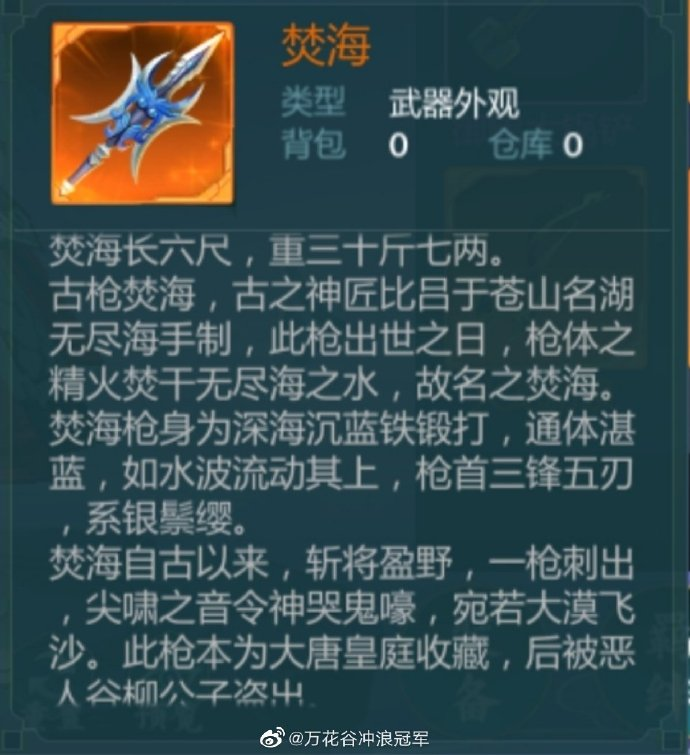 焚海
类型 武器外观
背包 0 仓库 0
焚海长六尺，重三十斤七两。
古枪焚海，古之神匠比吕于苍山名湖
无尽海手制，此枪出世之日，枪体之
精火焚干无尽海之水，故名之焚海。
焚海枪身为深海沉蓝铁锻打，通体湛
蓝，如水波流动其上，枪首三锋五刃
，系银鬃缨。
焚海自古以来，斩将盈野，一枪刺出
，尖啸之音令神哭鬼嚎，宛若大漠飞
沙。此枪本为大唐皇庭收藏，后被恶
人谷柳公子盗出
@万花谷冲浪冠军